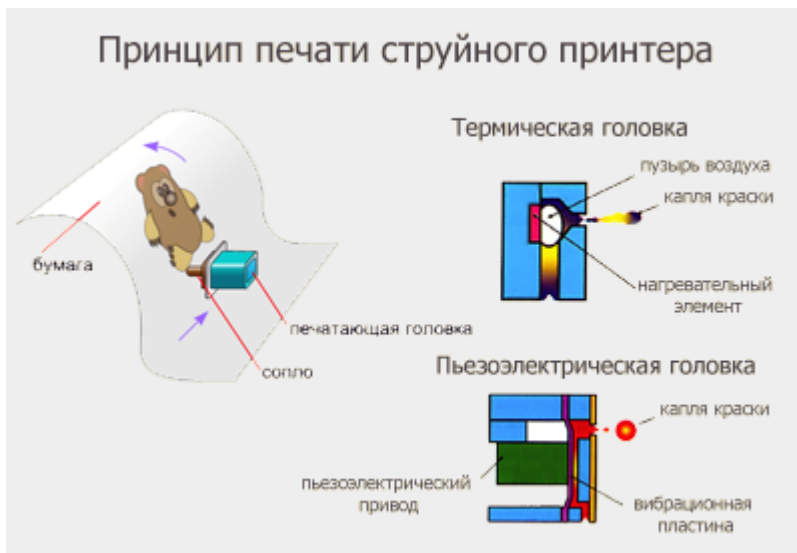 Принцип печати струйного принтера
Термическая головка
пузырь воздуха
капля краски
бумага
нагревательный
элемент
печатающая головка
сопло
Пьезоэлектрическая головка
капля краски
пьезоэлектрический
привод
вибрационная
пластина